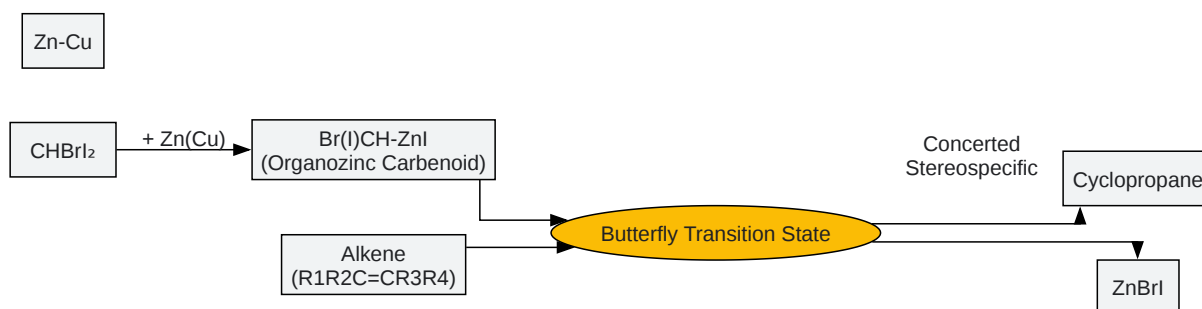 Zn-Cu
CHBrI₂
+ Zn(Cu)
Br(I)CH-ZnI
(Organozinc Carbenoid)
Alkene
(R1R2C=CR3R4)
Butterfly Transition State
Concerted
Stereospecific
Cyclopropane
ZnBrI